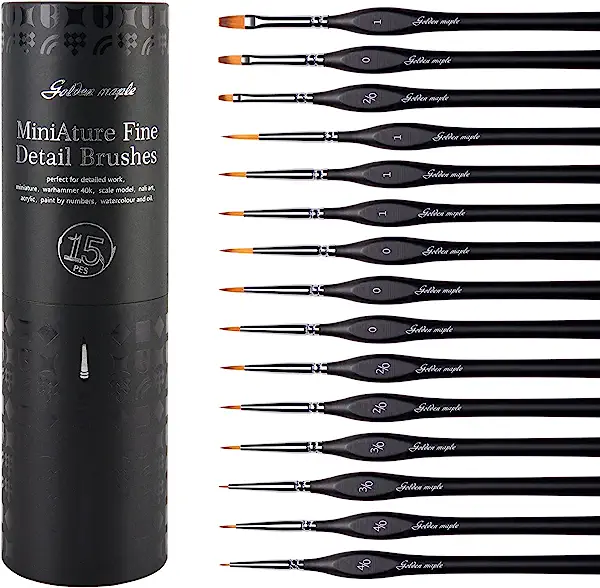 Golden maple
MiniAture Fine
Detail Brushes
perfect for detailed work,
miniature, warhammer 40k, scale model, nail art,
acrylic, paint by numbers, watercolour and oil.
15
PES
1 Golden maple
0 Golden maple
2/0 Golden maple
1 Golden maple
1 Golden maple
1 Golden maple
0 Golden maple
0 Golden maple
0 Golden maple
2/0 Golden maple
2/0 Golden maple
3/0 Golden maple
3/0 Golden maple
4/0 Golden maple
4/0 Golden maple